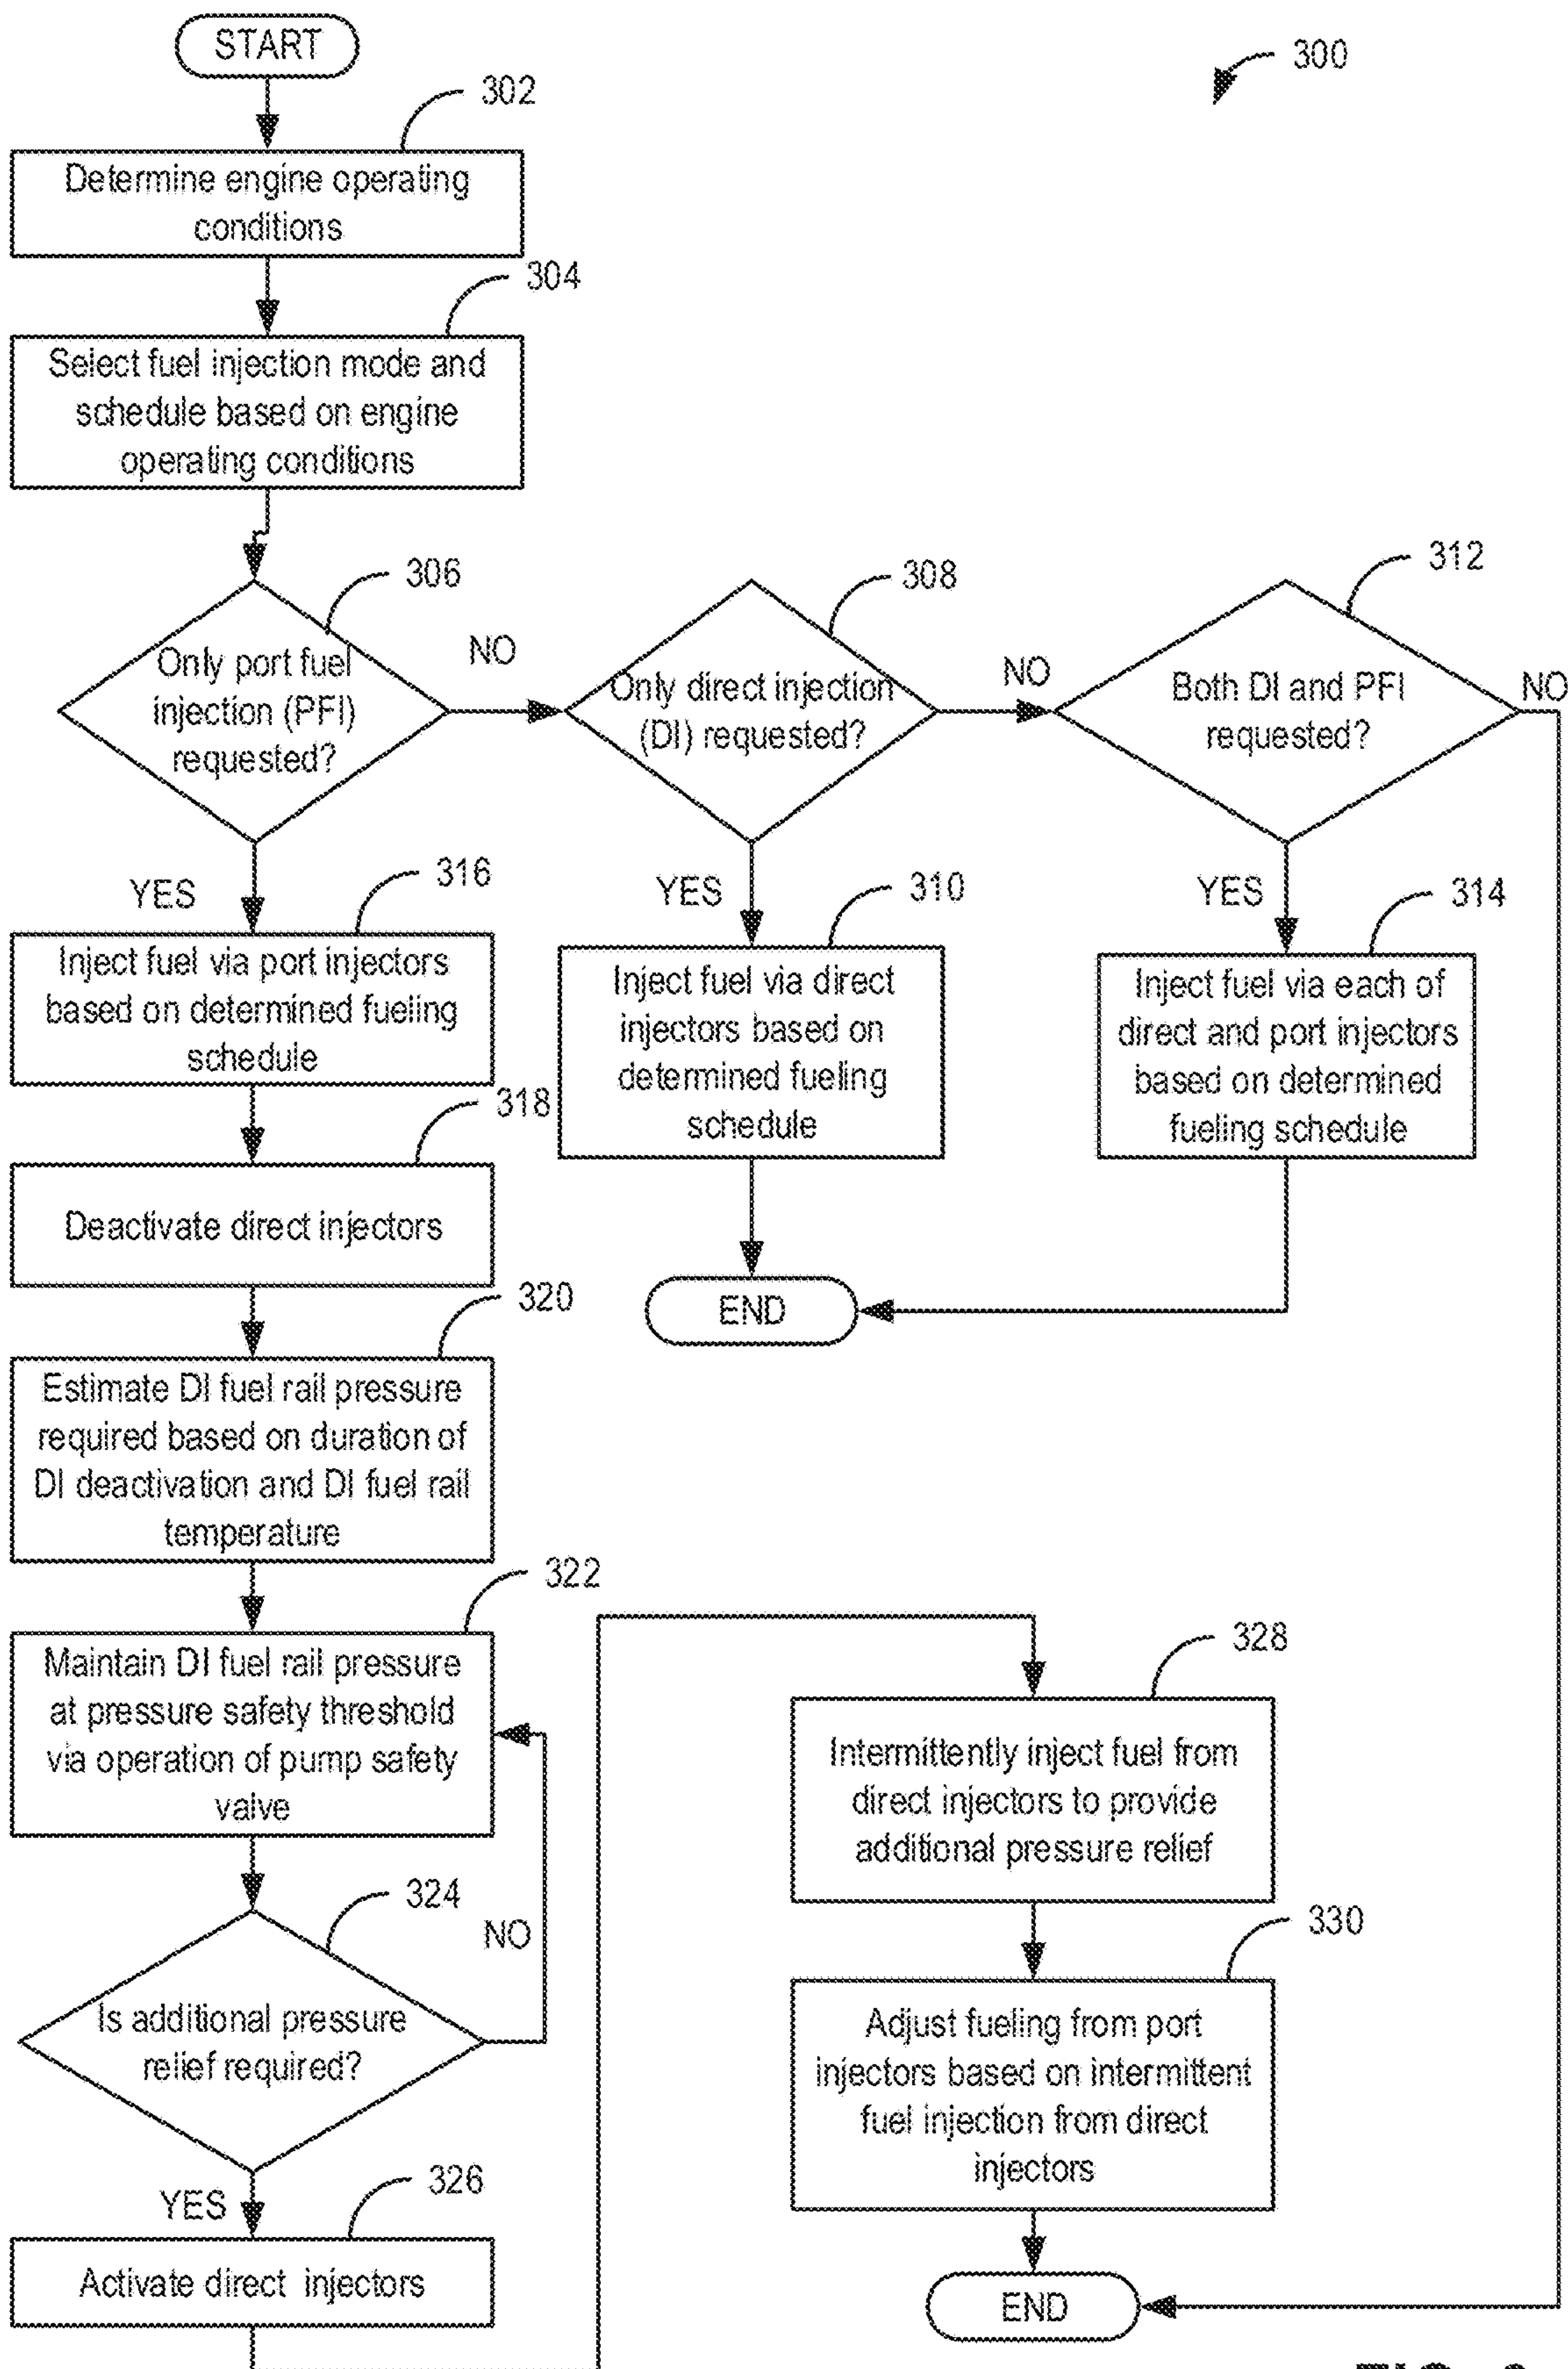 START
300
302
Determine engine operating
conditions
304
Select fuel injection mode and
schedule based on engine
operating conditions
306
Only port fuel
injection (PFI)
requested?
NO
308
Only direct injection
(DI) requested?
NO
312
Both DI and PFI
requested?
NO
YES
316
Inject fuel via port injectors
based on determined fueling
schedule
YES
310
Inject fuel via direct
injectors based on
determined fueling
schedule
YES
314
Inject fuel via each of
direct and port injectors
based on determined
fueling schedule
318
Deactivate direct injectors
END
320
Estimate DI fuel rail pressure
required based on duration of
DI deactivation and DI fuel rail
temperature
322
Maintain DI fuel rail pressure
at pressure safety threshold
via operation of pump safety
valve
324
NO
Is additional pressure
relief required?
YES
326
Activate direct injectors
328
Intermittently inject fuel from
direct injectors to provide
additional pressure relief
330
Adjust fueling from port
injectors based on intermittent
fuel injection from direct
injectors
END